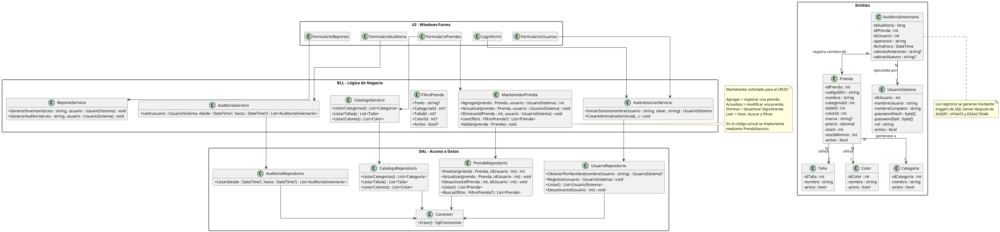 UI - Windows Forms
FormularioReportes
FormularioAuditoria
FormularioPrendas
LoginForm
FormularioUsuarios
BLL - Lógica de Negocio
ReporteServicio
+GenerarInventario(ruta : string, usuario : UsuarioSistema) : void
+GenerarAuditoria(ruta : string, usuario : UsuarioSistema) : void
AuditoriaServicio
+Leer(usuario : UsuarioSistema, desde : DateTime?, hasta : DateTime?) : List<AuditoriaInventario>
CatalogoServicio
+ListarCategorias() : List<Categoria>
+ListarTallas() : List<Talla>
+ListarColores() : List<Color>
FiltroPrenda
+Texto : string?
+CategoriaId : int?
+TallaId : int?
+ColorId : int?
+Activo : bool?
MantenedorPrenda
+Agregar(prenda : Prenda, usuario : UsuarioSistema) : int
+Actualizar(prenda : Prenda, usuario : UsuarioSistema) : void
+Eliminar(idPrenda : int, usuario : UsuarioSistema) : void
+Leer(filtro : FiltroPrenda?) : List<Prenda>
-Validar(prenda : Prenda) : void
AutenticacionServicio
+IniciarSesion(nombreUsuario : string, clave : string) : UsuarioSistema
+CrearAdministradorInicial(...) : void
Mantenedor solicitado para el CRUD:
Agregar = registrar una prenda.
Actualizar = modificar una prenda.
Eliminar = desactivar lógicamente.
Leer = listar, buscar y filtrar.
En el código actual se implementa
mediante PrendaServicio.
DAL - Acceso a Datos
AuditoriaRepositorio
+Listar(desde : DateTime?, hasta : DateTime?) : List<AuditoriaInventario>
CatalogoRepositorio
+ListarCategorias() : List<Categoria>
+ListarTallas() : List<Talla>
+ListarColores() : List<Color>
PrendaRepositorio
+Insertar(prenda : Prenda, idUsuario : int) : int
+Actualizar(prenda : Prenda, idUsuario : int) : void
+Desactivar(idPrenda : int, idUsuario : int) : void
+Listar() : List<Prenda>
+Buscar(filtro : FiltroPrenda?) : List<Prenda>
UsuarioRepositorio
+ObtenerPorNombre(nombreUsuario : string) : UsuarioSistema?
+Registrar(usuario : UsuarioSistema) : void
+Listar() : List<UsuarioSistema>
+Desactivar(idUsuario : int) : void
Conexion
+Crear() : SqlConnection
Entities
AuditoriaInventario
-idAuditoria : long
-idPrenda : int
-idUsuario : int
-operacion : string
-fechaHora : DateTime
-valoresAnteriores : string?
-valoresNuevos : string?
registra cambios de
N
1
N
ejecutada por
1
Prenda
-idPrenda : int
-codigoSKU : string
-nombre : string
-categoriaId : int
-tallaId : int
-colorId : int
-marca : string?
-precio : decimal
-stock : int
-stockMinimo : int
-activo : bool
UsuarioSistema
-idUsuario : int
-nombreUsuario : string
-nombreCompleto : string
-passwordHash : byte[]
-passwordSalt : byte[]
-rol : string
-activo : bool
Los registros se generan mediante
triggers de SQL Server después de
INSERT, UPDATE y DESACTIVAR.
N
utiliza
1
N
utiliza
1
N
pertenece a
1
Talla
-idTalla : int
-nombre : string
-activo : bool
Color
-idColor : int
-nombre : string
-activo : bool
Categoria
-idCategoria : int
-nombre : string
-activo : bool